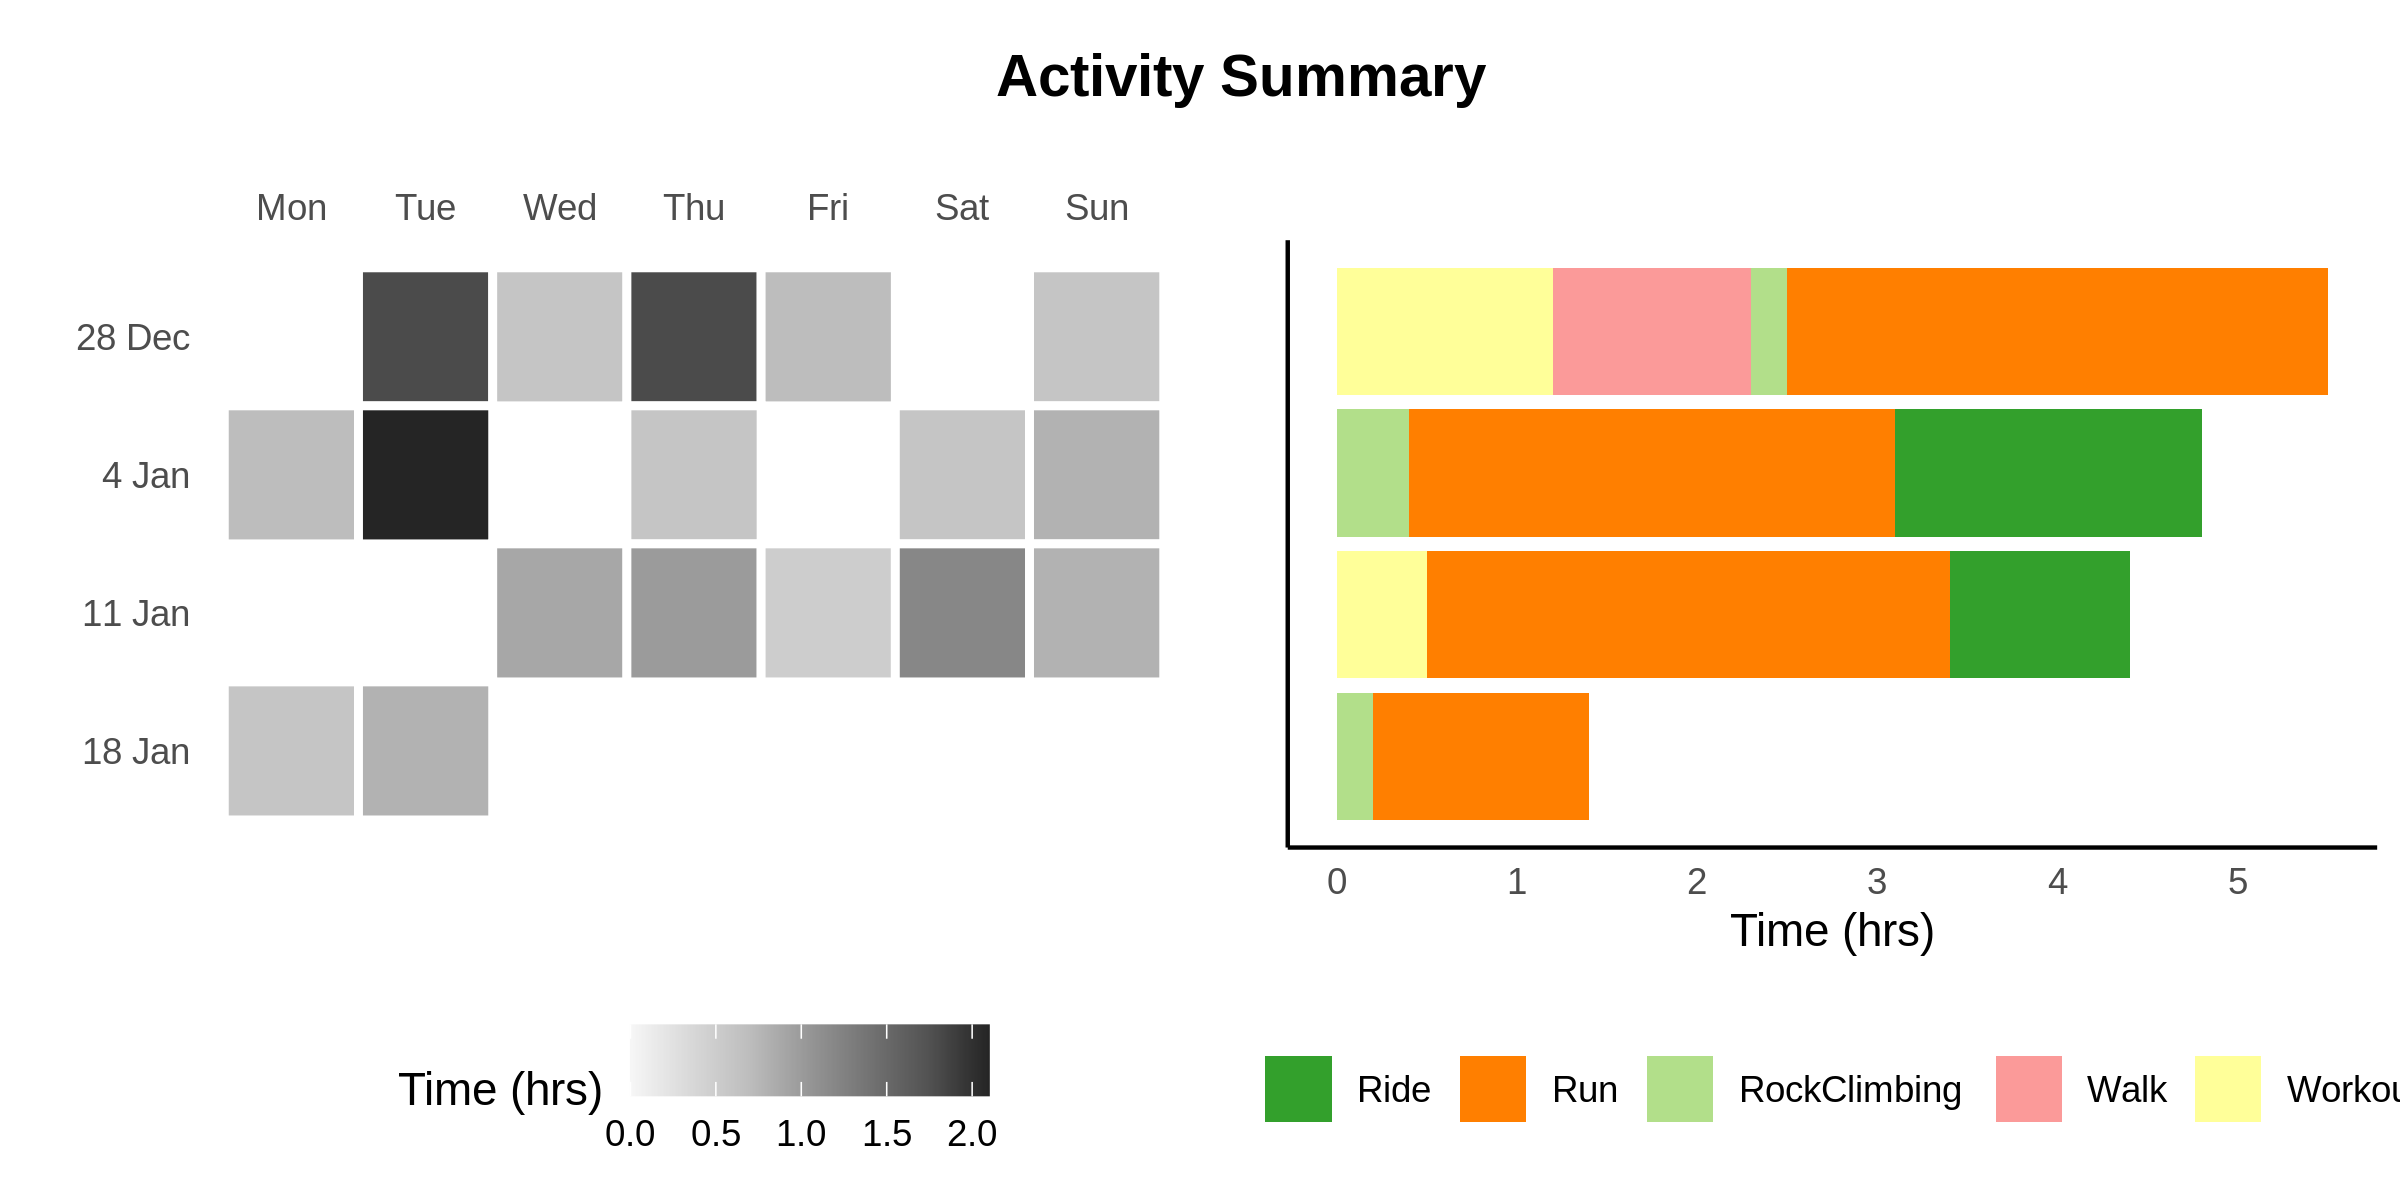 Activity Summary
Mon Tue Wed Thu Fri Sat Sun
28 Dec
4 Jan
11 Jan
18 Jan
0 1 2 3 4 5
Time (hrs)
Time (hrs)
0.0 0.5 1.0 1.5 2.0
Ride Run RockClimbing Walk Workou